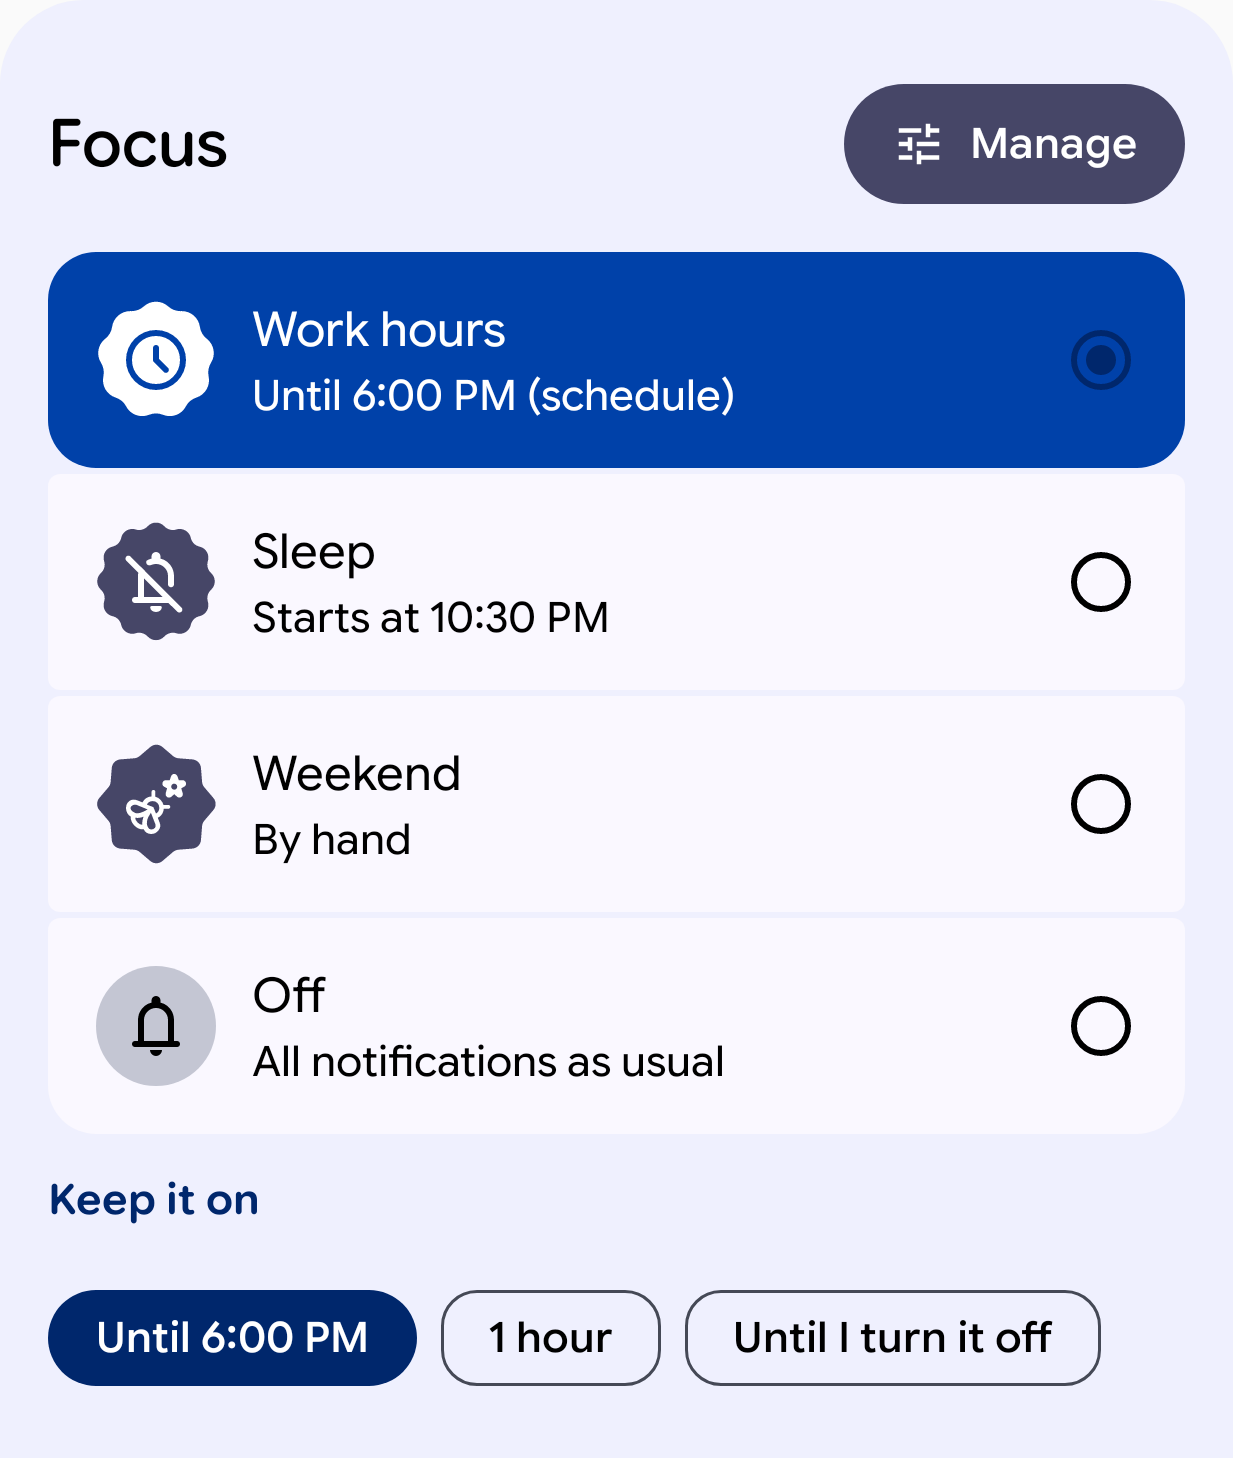 Focus
Manage
Work hours
Until 6:00 PM (schedule)
Sleep
Starts at 10:30 PM
Weekend
By hand
Off
All notifications as usual
Keep it on
Until 6:00 PM
1 hour
Until I turn it off